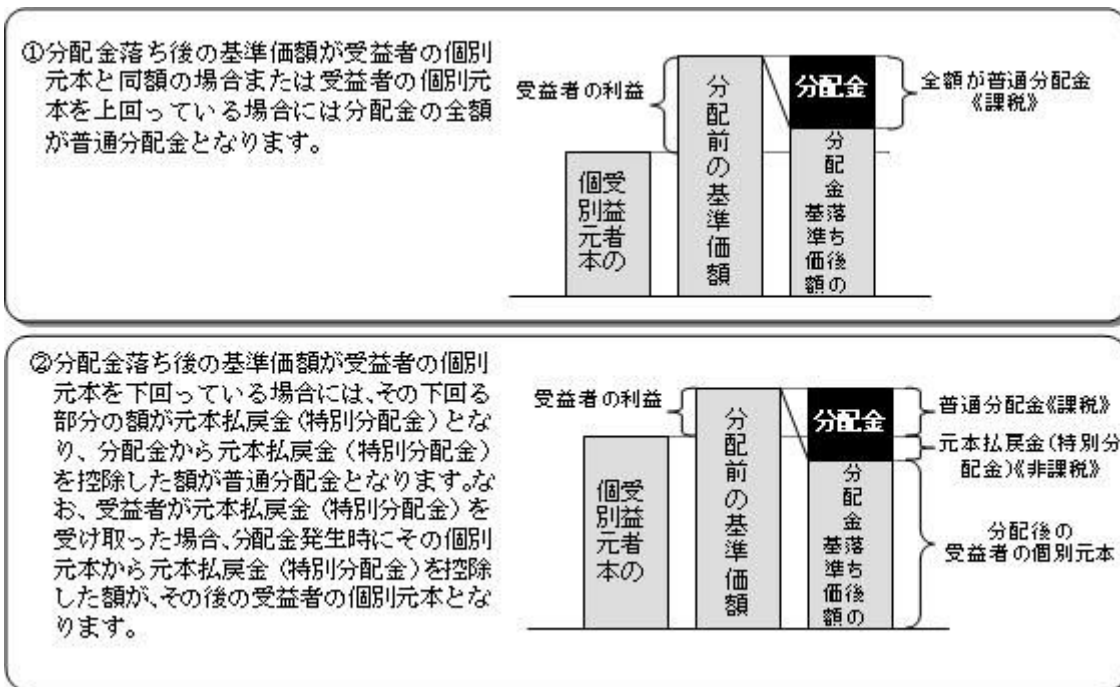 ①分配金落ち後の基準価額が受益者の個別
元本と同額の場合または受益者の個別元
本を上回っている場合には分配金の全額
が普通分配金となります。
受益者の利益
受益者の
個別元本
分配前の基準価額
分配金
分配金
落ち後の
基準価額
全額が普通分配金
《課税》
②分配金落ち後の基準価額が受益者の個別
元本を下回っている場合には、その下回る
部分の額が元本払戻金(特別分配金)とな
り、分配金から元本払戻金(特別分配金)
を控除した額が普通分配金となります。な
お、受益者が元本払戻金(特別分配金)を
受け取った場合、分配金発生時にその個別
元本から元本払戻金(特別分配金)を控除
した額が、その後の受益者の個別元本とな
ります。
受益者の利益
受益者の
個別元本
分配前の基準価額
分配金
分配金
落ち後の
基準価額
普通分配金《課税》
元本払戻金(特別分
配金)《非課税》
分配後の
受益者の個別元本